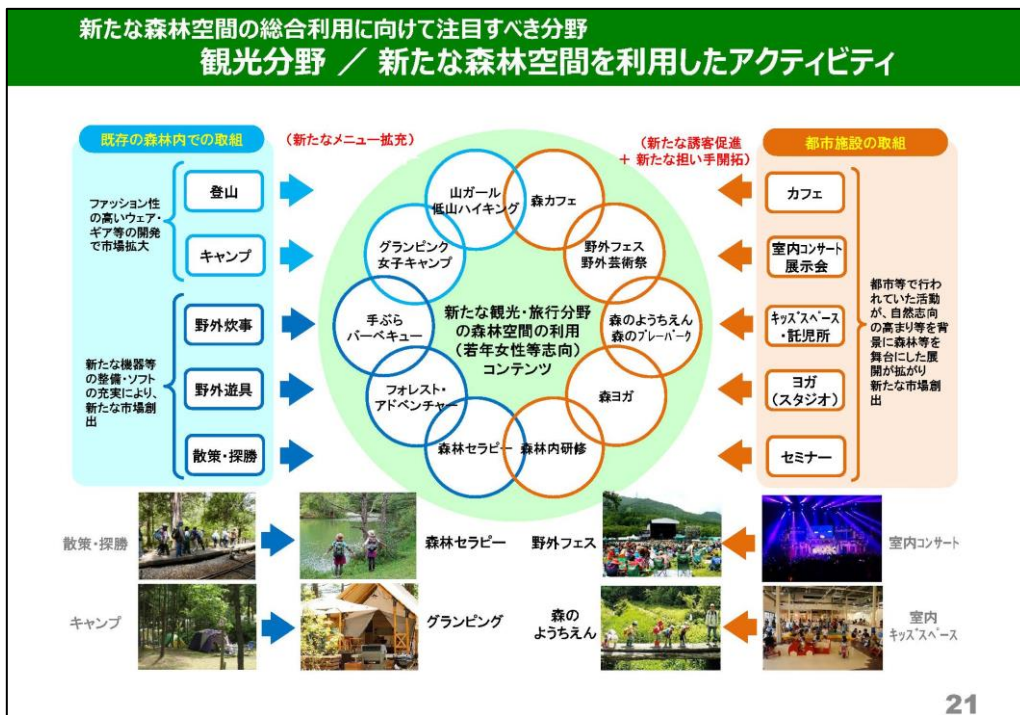 新たな森林空間の総合利用に向けて注目すべき分野
観光分野 ／ 新たな森林空間を利用したアクティビティ
既存の森林内での取組
（新たなメニュー拡充）
ファッション性
の高いウェア・
ギア等の開発
で市場拡大
登山
キャンプ
新たな機器等
の整備・ソフト
の充実により、
新たな市場創
出
野外炊事
野外遊具
散策・探勝
山ガール
低山ハイキング
グランピング
女子キャンプ
手ぶら
バーベキュー
フォレスト・
アドベンチャー
森林セラピー
新たな観光・旅行分野
の森林空間の利用
（若年女性等志向）
コンテンツ
森カフェ
野外フェス
野外芸術祭
森のようちえん
森のプレーパーク
森ヨガ
森林内研修
（新たな誘客促進
＋ 新たな担い手開拓）
都市施設の取組
カフェ
室内コンサート
展示会
キッズスペース
・託児所
ヨガ
（スタジオ）
セミナー
都市等で行わ
れていた活動
が、自然志向
の高まり等を背
景に森林等を
舞台にした展
開が拡がり
新たな市場創
出
散策・探勝
森林セラピー
野外フェス
室内コンサート
キャンプ
グランピング
森の
ようちえん
室内
キッズスペース
21